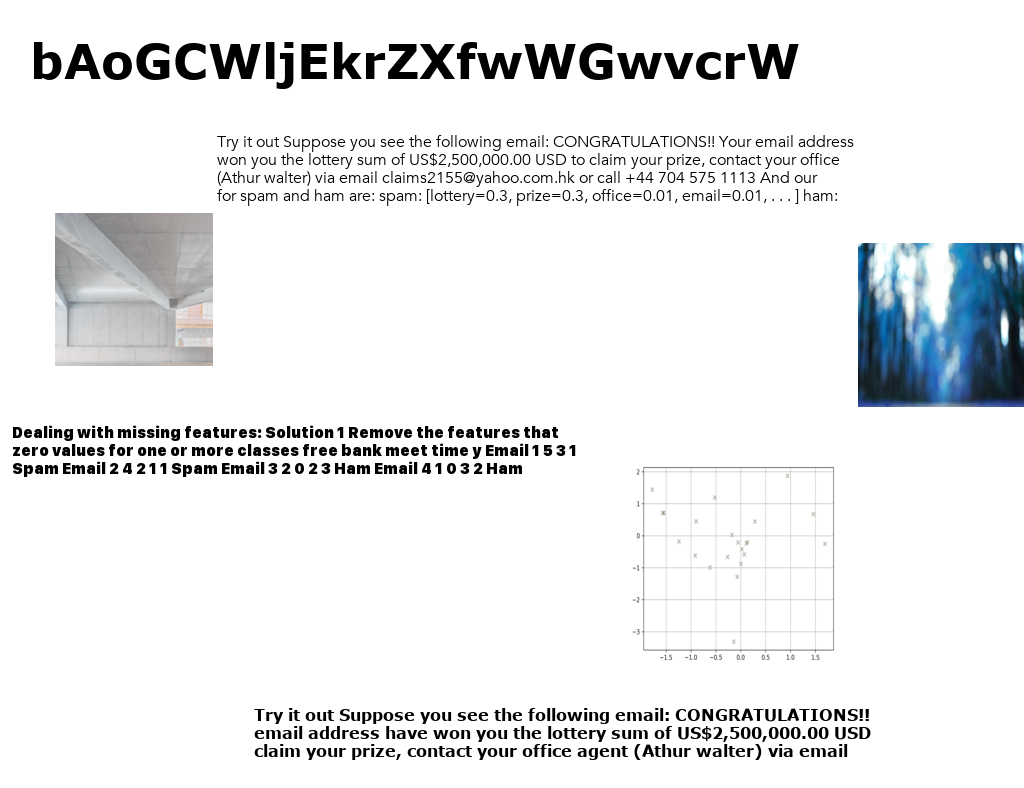 bAoGCWljEkrZXfwWGwvcrW
Try it out Suppose you see the following email: CONGRATULATIONS!! Your email address
won you the lottery sum of US$2,500,000.00 USD to claim your prize, contact your office
(Athur walter) via email claims2155@yahoo.com.hk or call +44 704 575 1113 And our
for spam and ham are: spam: [lottery=0.3, prize=0.3, office=0.01, email=0.01, . . . ] ham:
Dealing with missing features: Solution 1 Remove the features that
zero values for one or more classes free bank meet time y Email 1 5 3 1
Spam Email 2 4 2 1 1 Spam Email 3 2 0 2 3 Ham Email 4 1 0 3 2 Ham
2
1
0
−1
−2
−3
−1.5 −1.0 −0.5 0.0 0.5 1.0 1.5
Try it out Suppose you see the following email: CONGRATULATIONS!!
email address have won you the lottery sum of US$2,500,000.00 USD
claim your prize, contact your office agent (Athur walter) via email